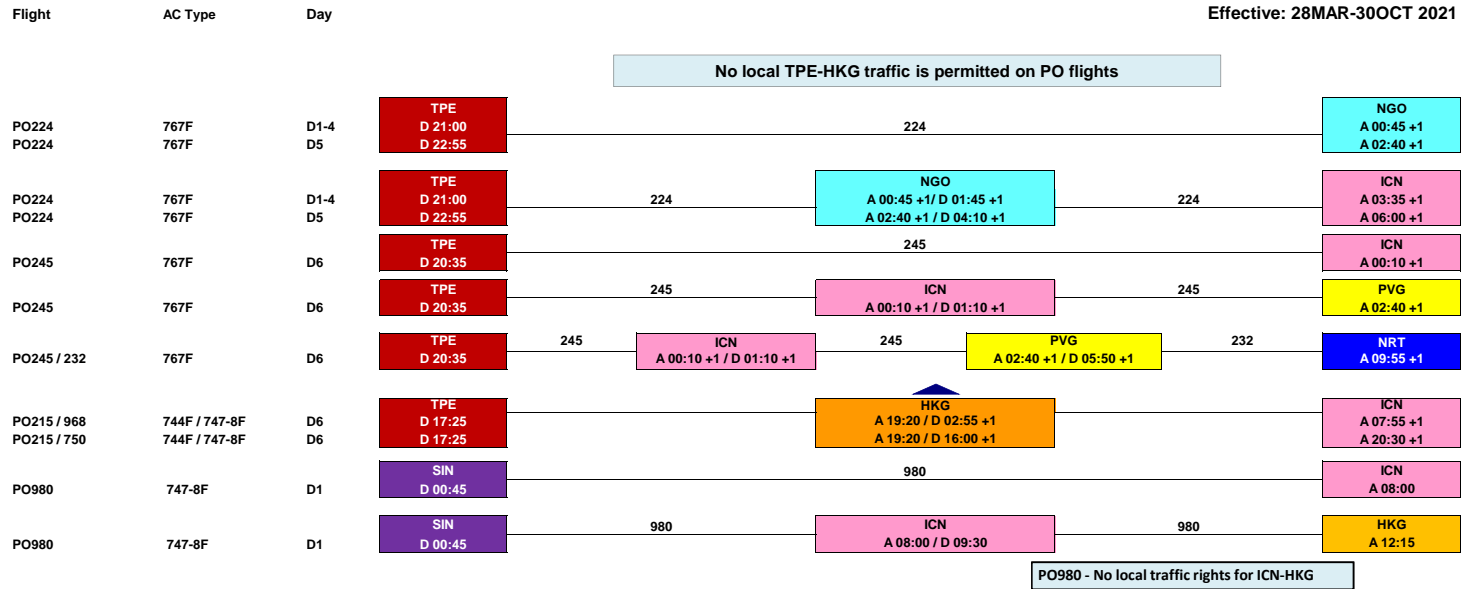 Flight AC Type Day Effective: 28MAR-30OCT 2021
No local TPE-HKG traffic is permitted on PO flights
TPE NGO
PO224 767F D1-4 D 21:00 224 A 00:45 +1
PO224 767F D5 D 22:55 A 02:40 +1
TPE NGO ICN
PO224 767F D1-4 D 21:00 224 A 00:45 +1/ D 01:45 +1 224 A 03:35 +1
PO224 767F D5 D 22:55 A 02:40 +1 / D 04:10 +1 A 06:00 +1
TPE 245 ICN
PO245 767F D6 D 20:35 A 00:10 +1
TPE 245 ICN 245 PVG
PO245 767F D6 D 20:35 A 00:10 +1 / D 01:10 +1 A 02:40 +1
TPE 245 ICN 245 PVG 232 NRT
PO245 / 232 767F D6 D 20:35 A 00:10 +1 / D 01:10 +1 A 02:40 +1 / D 05:50 +1 A 09:55 +1
TPE HKG ICN
PO215 / 968 744F / 747-8F D6 D 17:25 A 19:20 / D 02:55 +1 A 07:55 +1
PO215 / 750 744F / 747-8F D6 D 17:25 A 19:20 / D 16:00 +1 A 20:30 +1
SIN 980 ICN
PO980 747-8F D1 D 00:45 A 08:00
SIN 980 ICN 980 HKG
PO980 747-8F D1 D 00:45 A 08:00 / D 09:30 A 12:15
PO980 - No local traffic rights for ICN-HKG